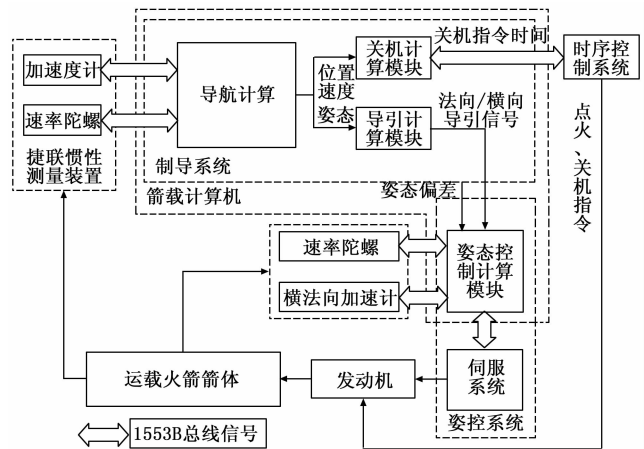 加速度计
速率陀螺
捷联惯性
测量装置
导航计算
位置
速度
姿态
关机计
算模块
导引计
算模块
制导系统
箭载计算机
关机指令时间
法向/横向
导引信号
时序控
制系统
点火、关机
指令
姿态偏差
速率陀螺
横法向加速计
姿态控
制计算
模块
伺服
系统
姿控系统
运载火箭箭体
发动机
1553B总线信号